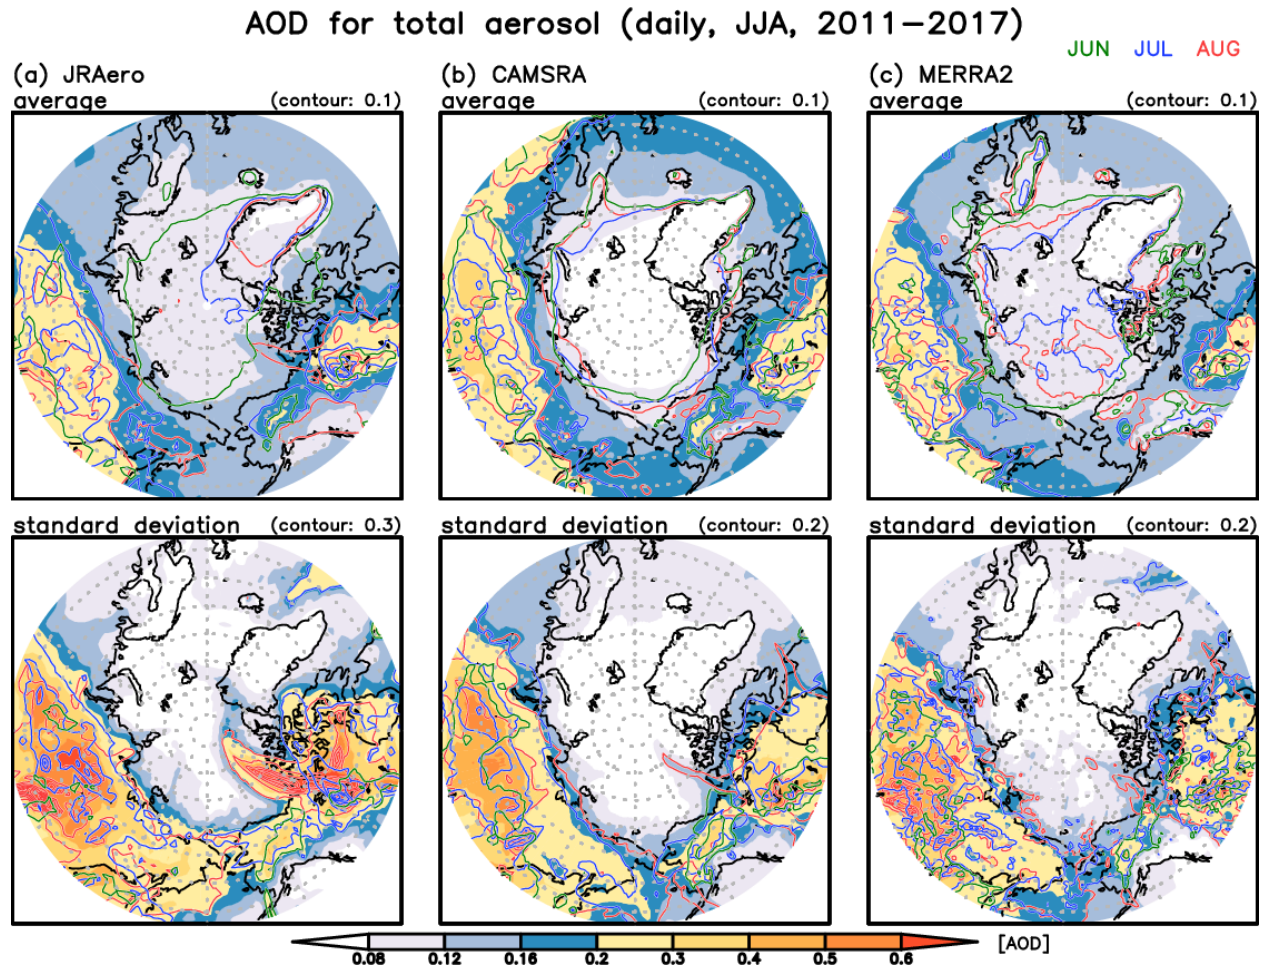 AOD for total aerosol (daily, JJA, 2011−2017)
JUN JUL AUG
(a) JRAero
average (contour: 0.1)
(b) CAMSRA
average (contour: 0.1)
(c) MERRA2
average (contour: 0.1)
standard deviation (contour: 0.3)
standard deviation (contour: 0.2)
standard deviation (contour: 0.2)
0.08 0.12 0.16 0.2 0.3 0.4 0.5 0.6
[AOD]